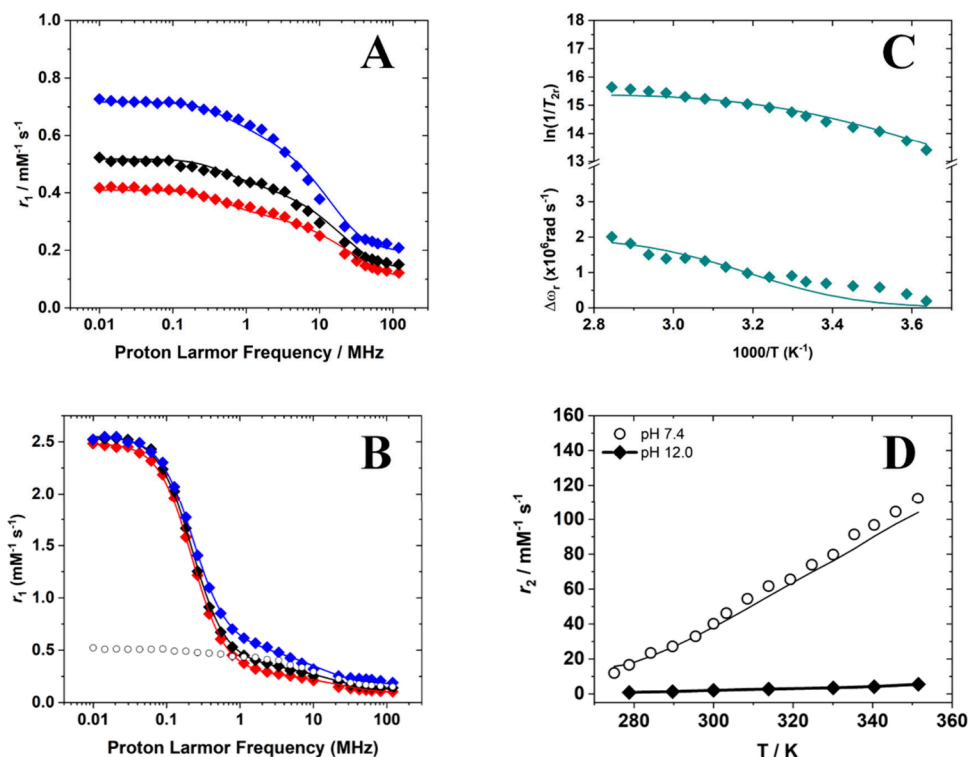 A
1.0
0.8
0.6
0.4
0.2
0.0
r₁ / mM⁻¹ s⁻¹
0.01 0.1 1 10 100
Proton Larmor Frequency / MHz
C
18
17
16
15
14
13
ln(1/T₂ᵣ)
3
2
1
0
Δωᵣ (x10⁶rad s⁻¹)
2.8 3.0 3.2 3.4 3.6
1000/T (K⁻¹)
B
2.5
2.0
1.5
1.0
0.5
0.0
r₁ (mM⁻¹ s⁻¹)
0.01 0.1 1 10 100
Proton Larmor Frequency (MHz)
D
pH 7.4
pH 12.0
160
140
120
100
80
60
40
20
0
r₂ / mM⁻¹ s⁻¹
280 300 320 340 360
T / K